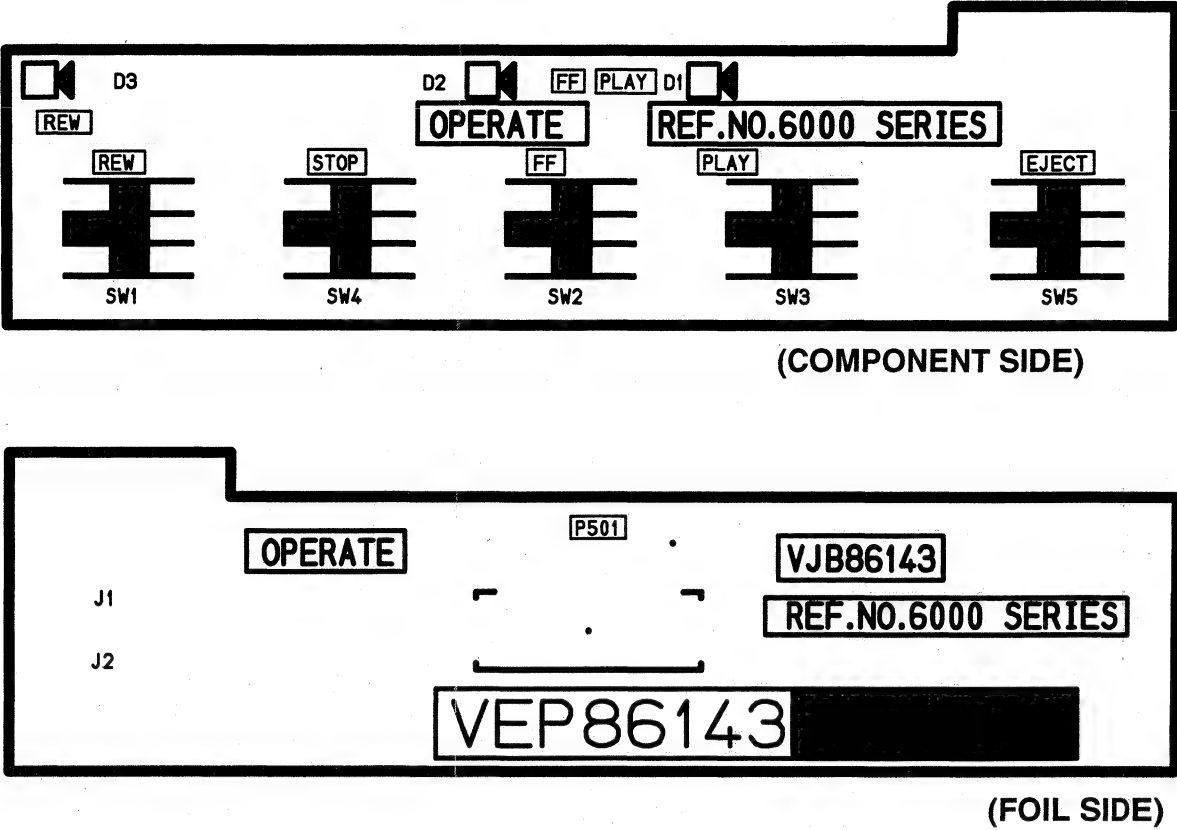 D3 D2 FF PLAY D1
REW OPERATE REF.NO.6000 SERIES
REW STOP FF PLAY EJECT
SW1 SW4 SW2 SW3 SW5
(COMPONENT SIDE)
P501
OPERATE VJB86143
J1 REF.NO.6000 SERIES
J2
VEP86143
(FOIL SIDE)